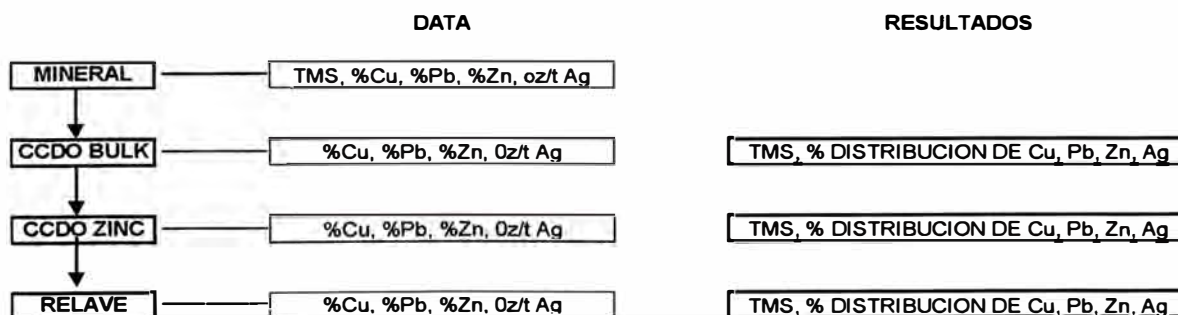 DATA RESULTADOS
MINERAL TMS, %Cu, %Pb, %Zn, oz/t Ag
CCDO BULK %Cu, %Pb, %Zn, 0z/t Ag TMS, % DISTRIBUCION DE Cu, Pb, Zn, Ag
CCDO ZINC %Cu, %Pb, %Zn, 0z/t Ag TMS, % DISTRIBUCION DE Cu, Pb, Zn, Ag
RELAVE %Cu, %Pb, %Zn, 0z/t Ag TMS, % DISTRIBUCION DE Cu, Pb, Zn, Ag